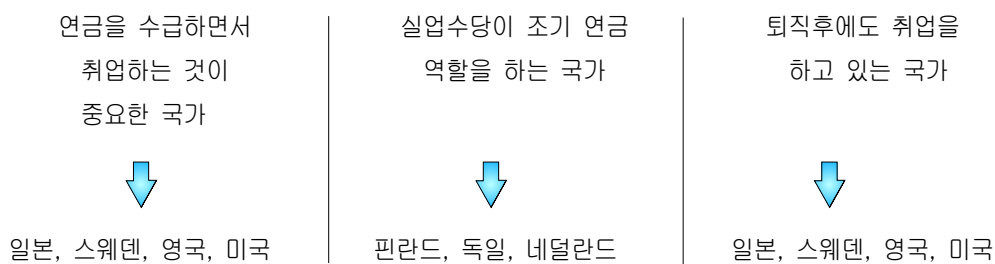 연금을 수급하면서
취업하는 것이
중요한 국가
일본, 스웨덴, 영국, 미국
실업수당이 조기 연금
역할을 하는 국가
핀란드, 독일, 네덜란드
퇴직후에도 취업을
하고 있는 국가
일본, 스웨덴, 영국, 미국